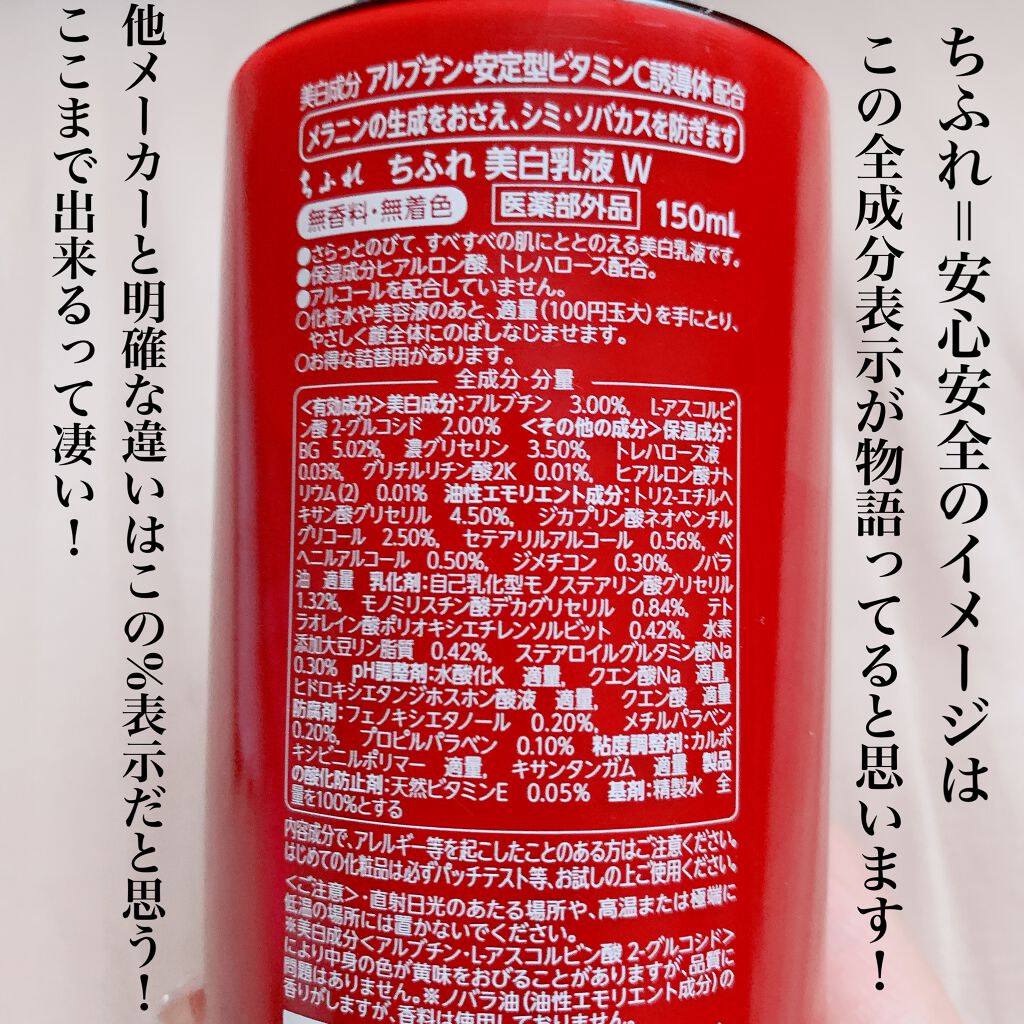 ちふれ=安心安全のイメージは
この全成分表示が物語ってると思います!
他メーカーと明確な違いはこの%表示だと思う!
ここまで出来るって凄い!
美白成分 アルブチン・安定型ビタミンC誘導体 配合
メラニンの生成をおさえ、シミ・ソバカスを防ぎます
ちふれ ちふれ 美白乳液 W
無香料・無着色 医薬部外品 150mL
●さらっとのびて、すべすべの肌にととのえる美白乳液です。
●保湿成分ヒアルロン酸、トレハロース配合。
●アルコールを配合していません。
○化粧水や美容液のあと、適量(100円玉大)を手にとり、
やさしく顔全体にのばしなじませます。
○お得な詰替用があります。
全成分・分量
<有効成分>美白成分:アルブチン 3.00%, L-アスコルビ
ン酸 2-グルコシド 2.00% <その他の成分>保湿成分:
BG 5.02%, 濃グリセリン 3.50%, トレハロース液
0.03%, グリチルリチン酸2K 0.01%, ヒアルロン酸ナト
リウム(2) 0.01% 油性エモリエント成分:トリ2-エチルヘ
キサン酸グリセリル 4.50%, ジカプリン酸ネオペンチル
グリコール 2.50%, セテアリルアルコール 0.56%, ベ
ヘニルアルコール 0.50%, ジメチコン 0.30%, ノバラ
油 適量 乳化剤:自己乳化型モノステアリン酸グリセリル
1.32%, モノミリスチン酸デカグリセリル 0.84%, テト
ラオレイン酸ポリオキシエチレンソルビット 0.42%, 水素
添加大豆リン脂質 0.42%, ステアロイルグルタミン酸Na
0.30% pH調整剤:水酸化K 適量, クエン酸Na 適量,
ヒドロキシエタンジホスホン酸液 適量, クエン酸 適量
防腐剤:フェノキシエタノール 0.20%, メチルパラベン
0.20%, プロピルパラベン 0.10% 粘度調整剤:カルボ
キシビニルポリマー 適量, キサンタンガム 適量 製品
の酸化防止剤:天然ビタミンE 0.05% 基剤:精製水 全
量を100%とする
内容成分で、アレルギー等を起こしたことのある方はご注意ください。
はじめての化粧品は必ずパッチテスト等、お試しの上ご使用ください。
<ご注意>・直射日光のあたる場所や、高温または極端に
低温の場所には置かないでください。
※美白成分<アルブチン・L-アスコルビン酸 2-グルコシド>
により中身の色が黄味をおびることがありますが、品質に
問題はありません。※ノバラ油(油性エモリエント成分)の
香りがしますが、香料は使用しておりません。